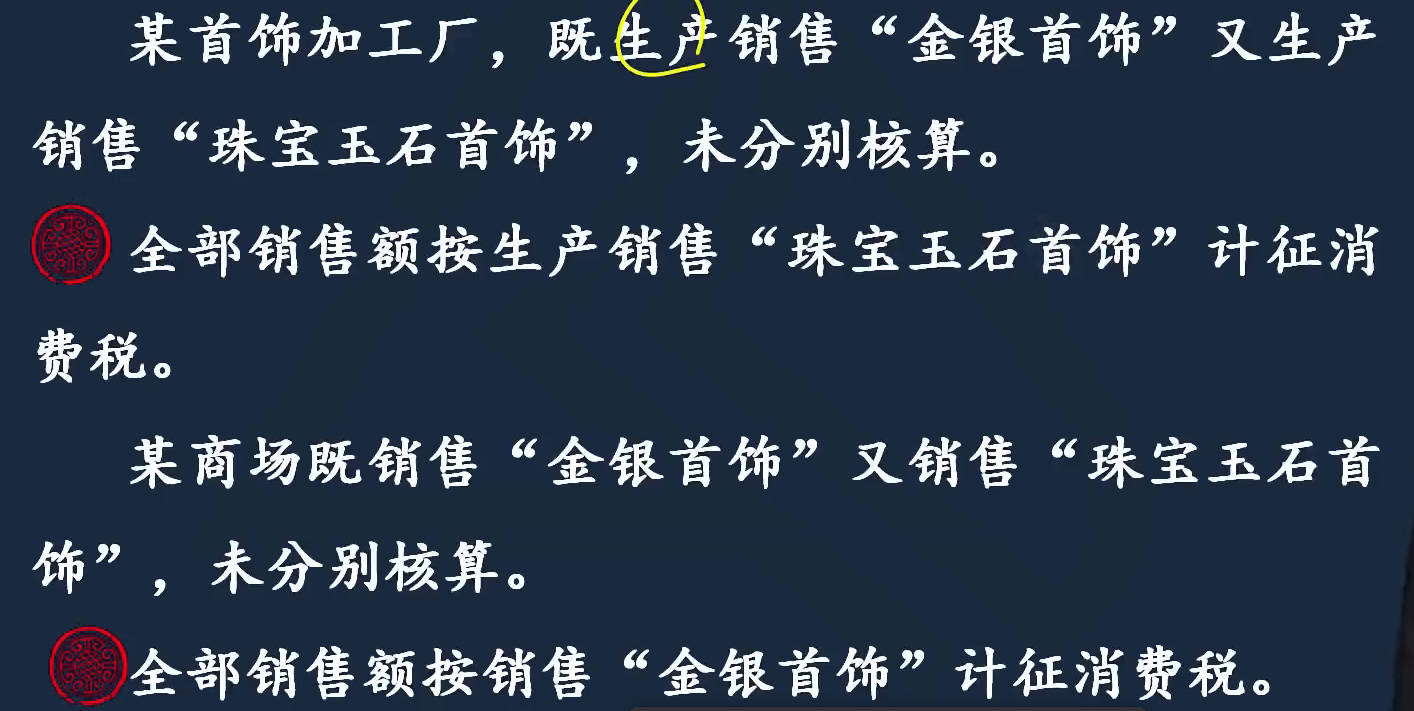 某首饰加工厂，既生产销售“金银首饰”又生产
销售“珠宝玉石首饰”，未分别核算。
全部销售额按生产销售“珠宝玉石首饰”计征消
费税。
某商场既销售“金银首饰”又销售“珠宝玉石首
饰”，未分别核算。
全部销售额按销售“金银首饰”计征消费税。